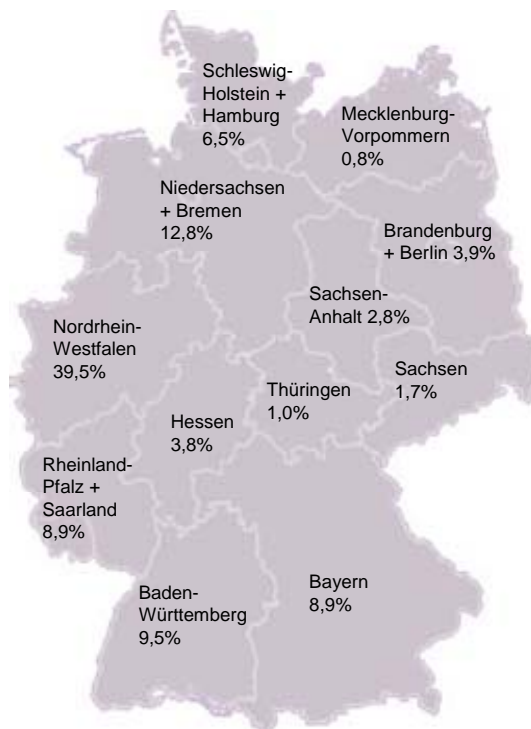 Schleswig-
Holstein +
Hamburg
6,5%
Mecklenburg-
Vorpommern
0,8%
Niedersachsen
+ Bremen
12,8%
Brandenburg
+ Berlin 3,9%
Sachsen-
Anhalt 2,8%
Nordrhein-
Westfalen
39,5%
Sachsen
1,7%
Thüringen
1,0%
Hessen
3,8%
Rheinland-
Pfalz +
Saarland
8,9%
Bayern
8,9%
Baden-
Württemberg
9,5%